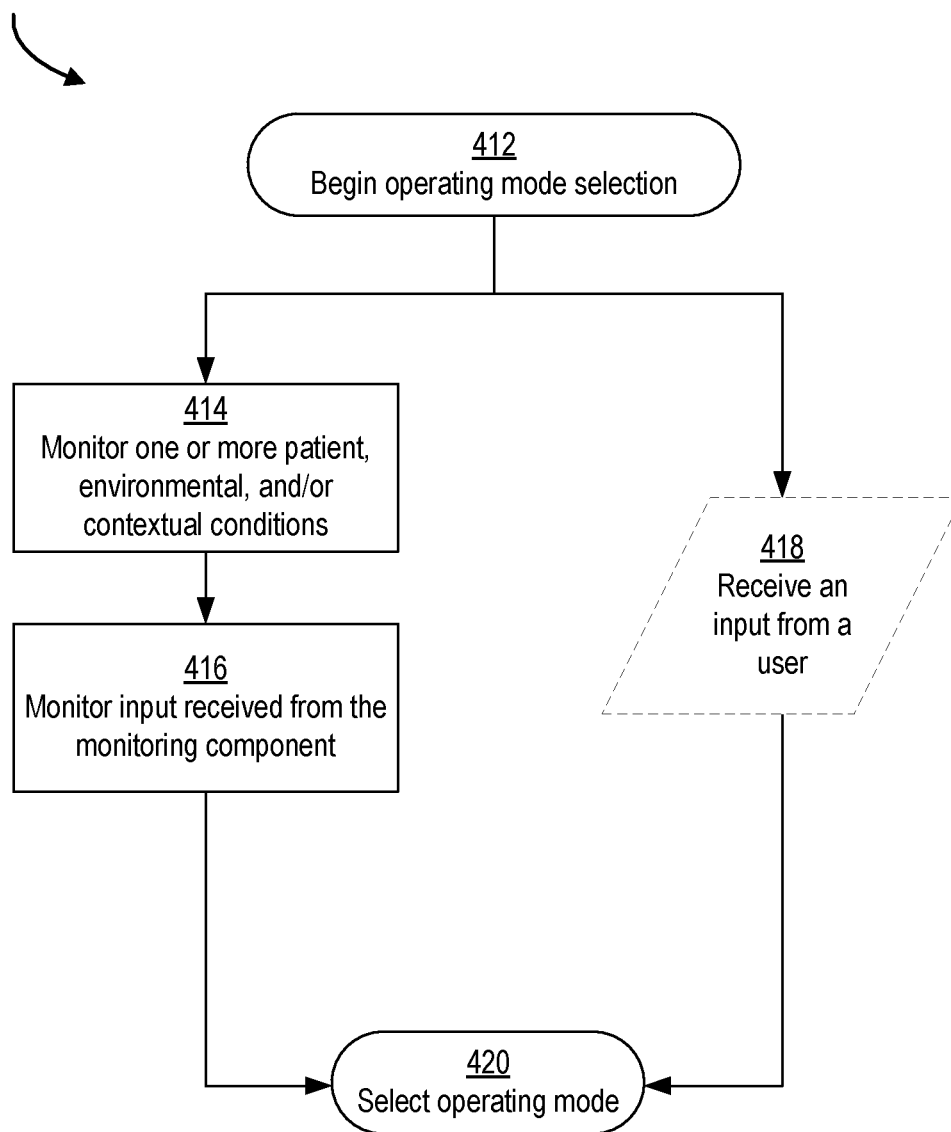 412
Begin operating mode selection
414
Monitor one or more patient,
environmental, and/or
contextual conditions
416
Monitor input received from the
monitoring component
418
Receive an
input from a
user
420
Select operating mode